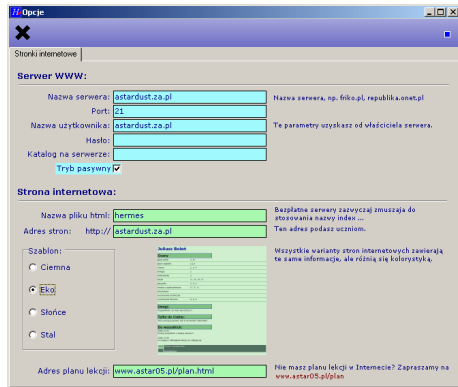 Opcje
Stronki internetowe
Serwer WWW:
Nazwa serwera: astardust.za.pl Nazwa serwera, np. friko.pl, republika.onet.pl
Port: 21
Nazwa użytkownika: astardust.za.pl Te parametry uzyskasz od właściciela serwera.
Hasło:
Katalog na serwerze:
Tryb pasywny
Strona internetowa:
Nazwa pliku html: hermes Bezpłatne serwery zazwyczaj zmuszają do
stosowania nazwy index ...
Adres stron: http:// astardust.za.pl Ten adres podasz uczniom.
Szablon:
Ciemna
Eko
Słońce
Stal
Juliusz
Oceny
Uwagi
Wszystkie warianty stron internetowych zawierają
te same informacje, ale różnią się kolorystyką.
Adres planu lekcji: www.astar05.pl/plan.html Nie masz planu lekcji w Internecie? Zapraszamy na
www.astar05.pl/plan